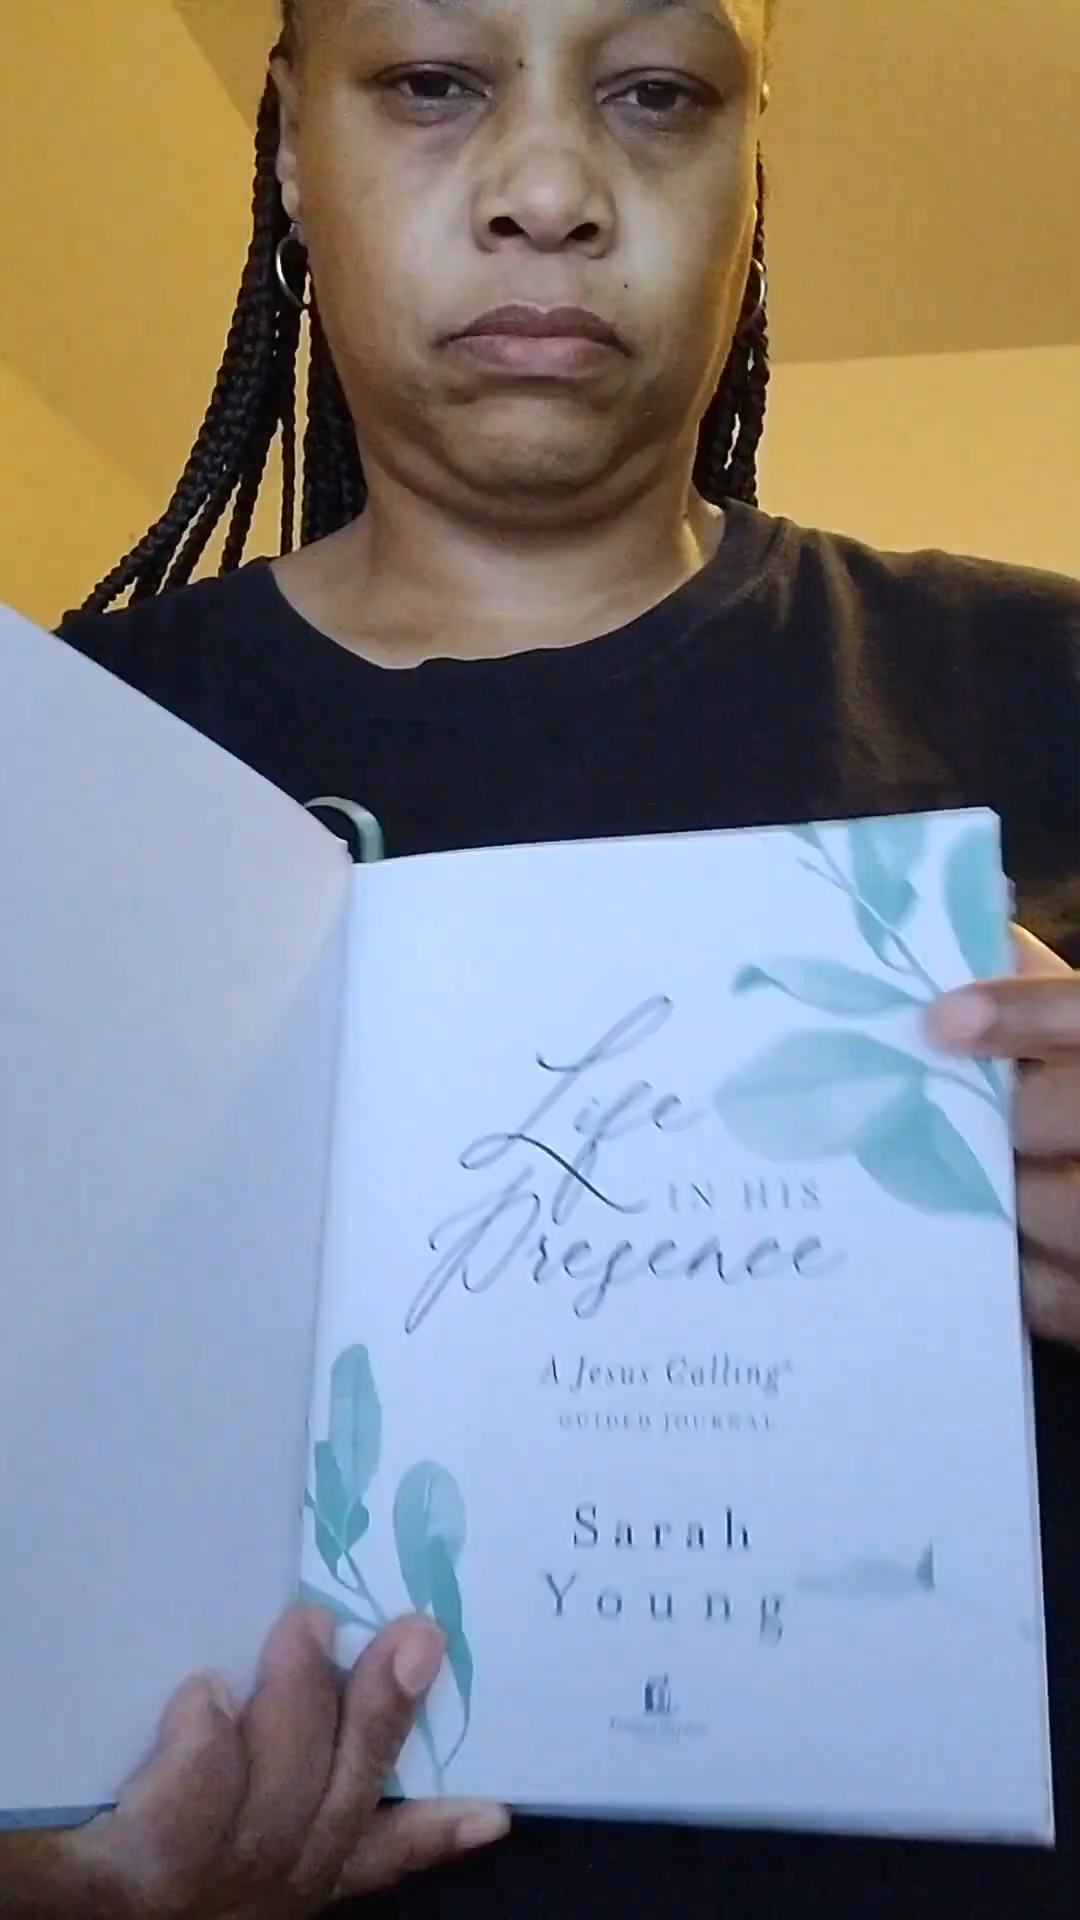 Life
IN HIS
Presence
A Jesus Calling®
GUIDED JOURNAL
Sarah
Young